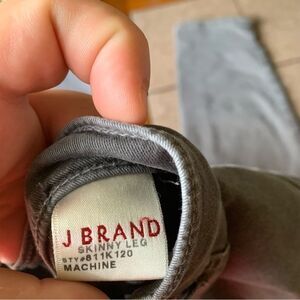 J BRAND
SKINNY LEG
STY#811K120
MACHINE